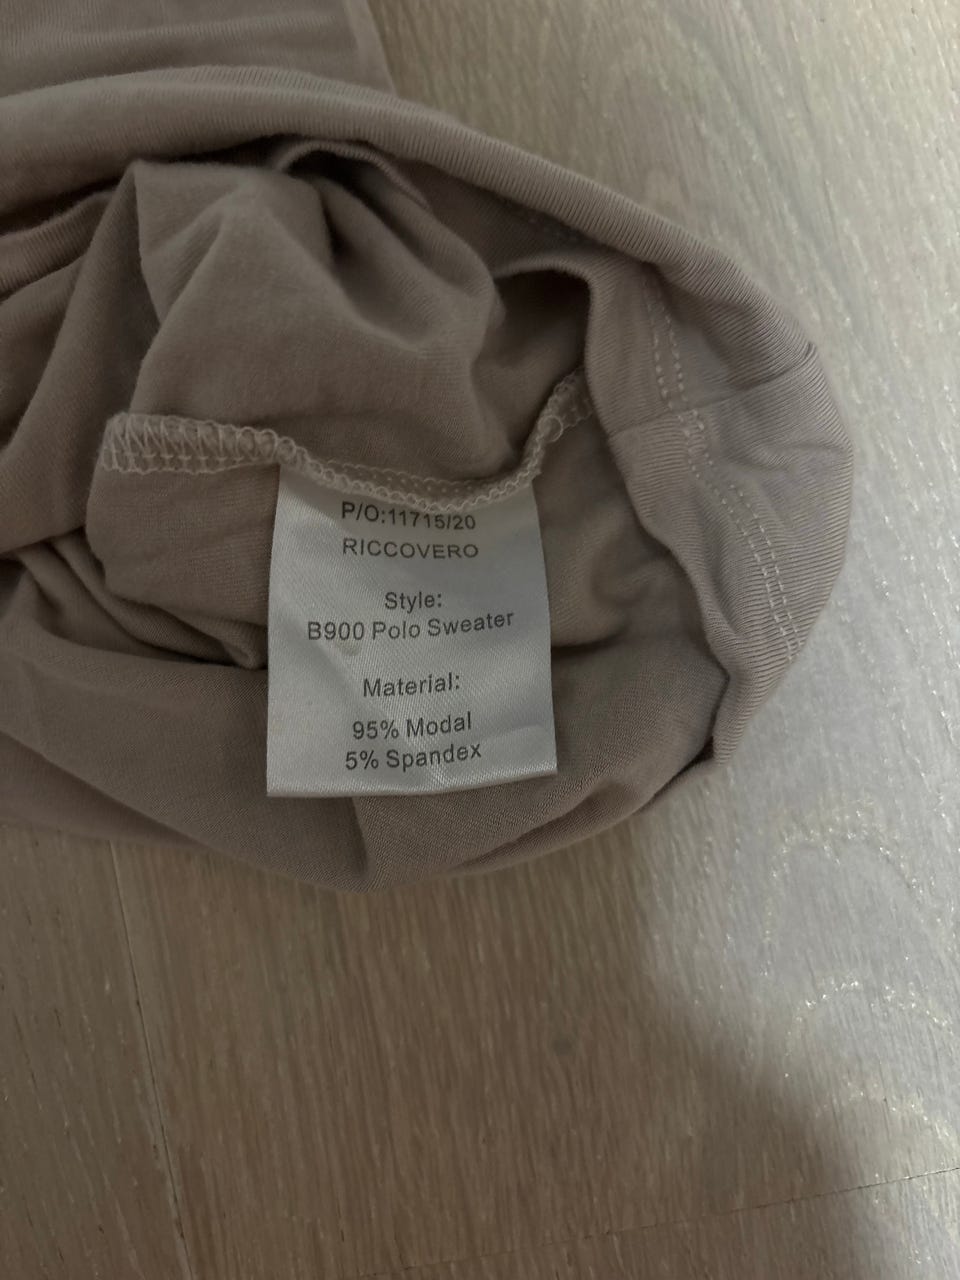 P/O:11715/20
RICCOVERO
Style:
B900 Polo Sweater
Material:
95% Modal
5% Spandex